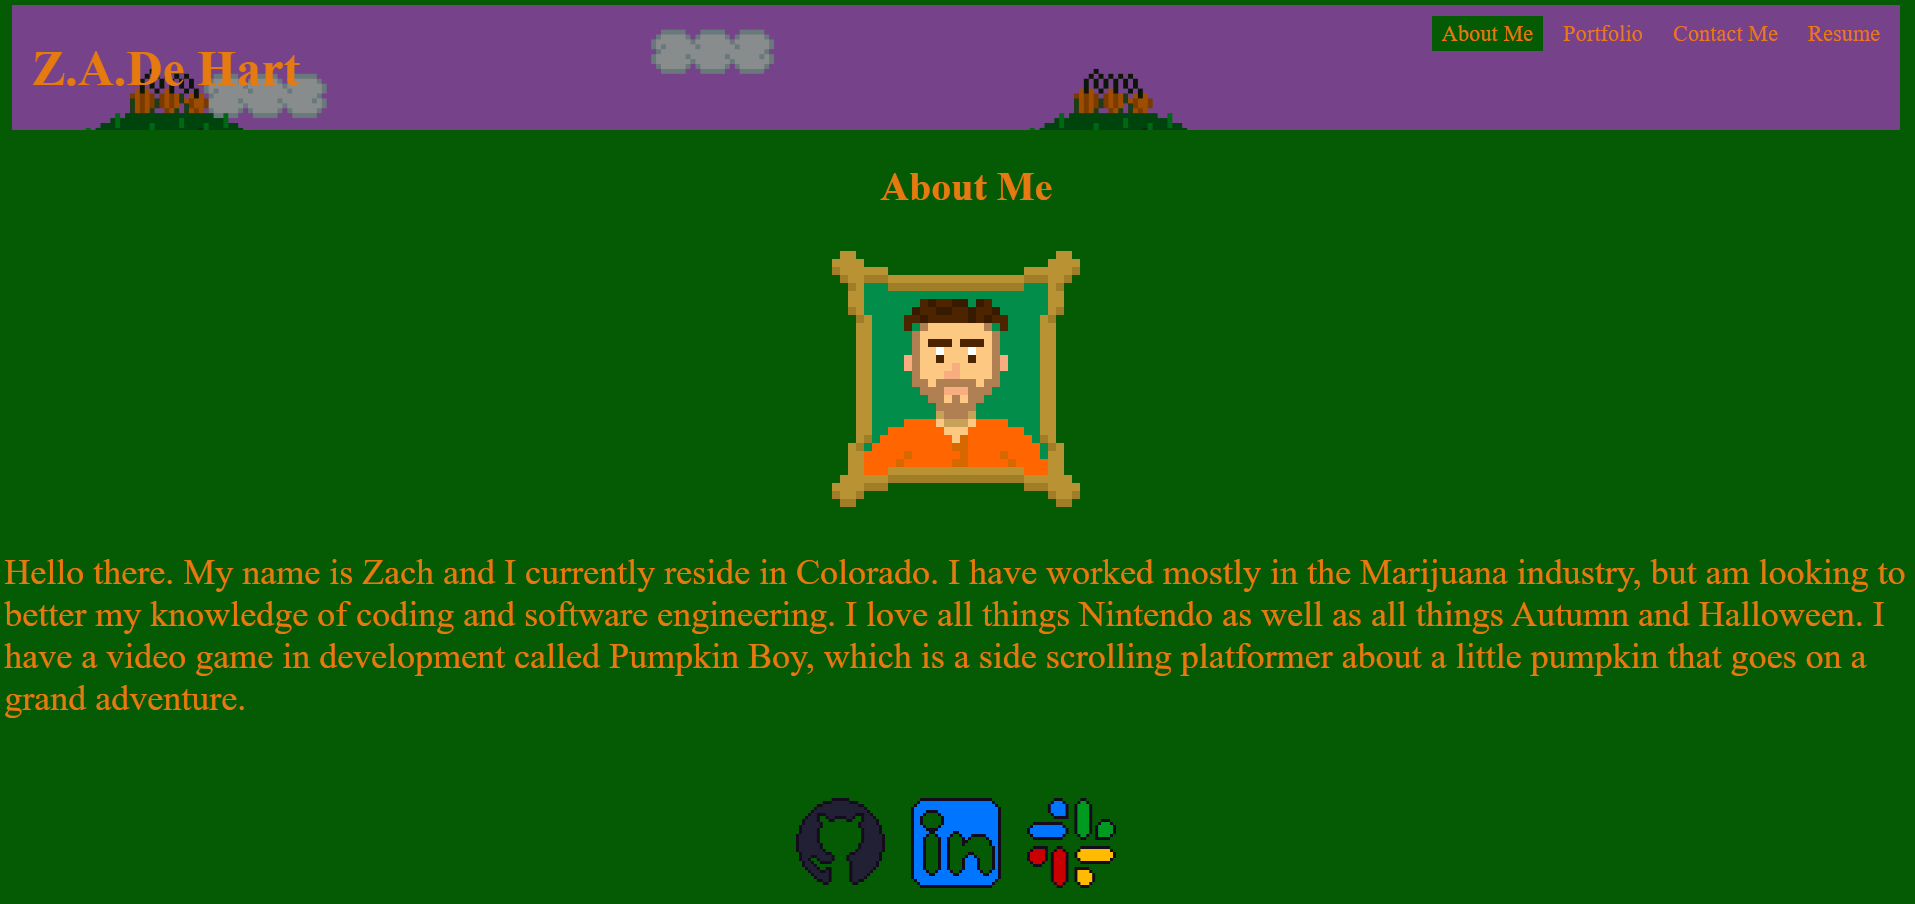 Z.A.De Hart
About Me
Portfolio
Contact Me
Resume
About Me
Hello there. My name is Zach and I currently reside in Colorado. I have worked mostly in the Marijuana industry, but am looking to
better my knowledge of coding and software engineering. I love all things Nintendo as well as all things Autumn and Halloween. I
have a video game in development called Pumpkin Boy, which is a side scrolling platformer about a little pumpkin that goes on a
grand adventure.
in